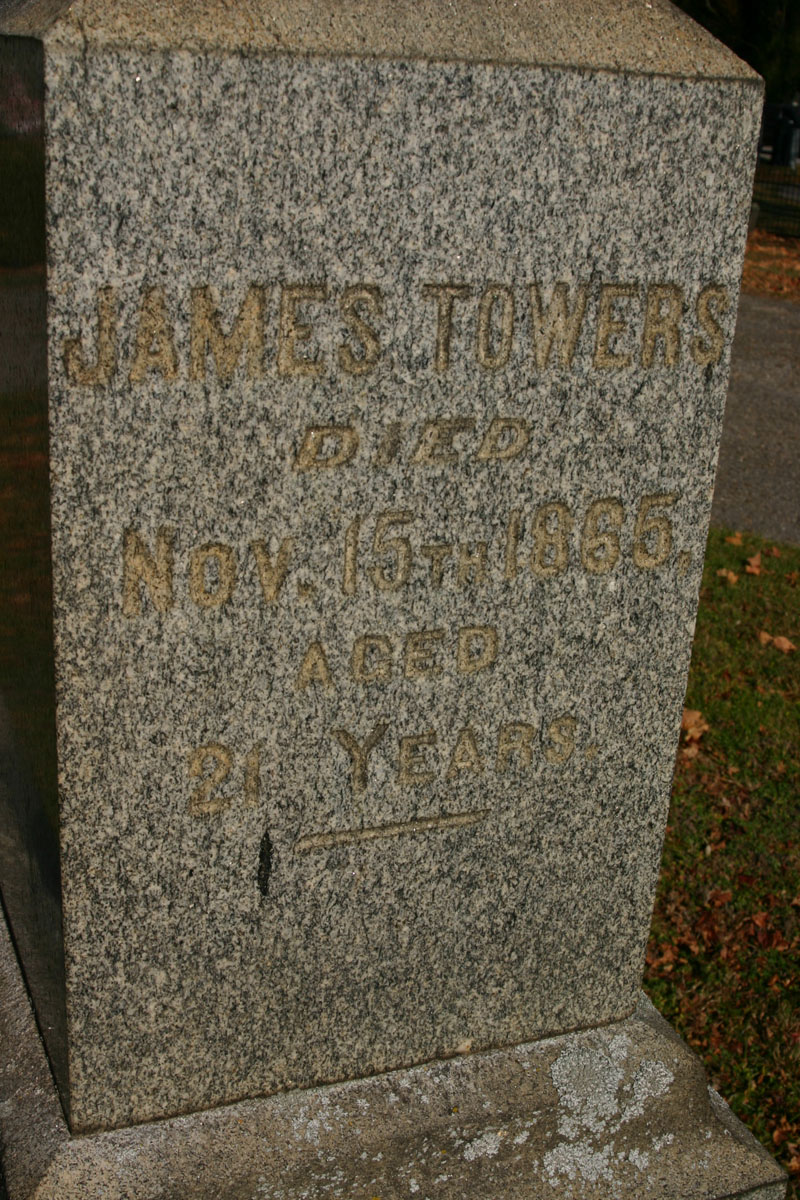 JAMES TOWERS
DIED
NOV. 15TH 1865.
AGED
21 YEARS.